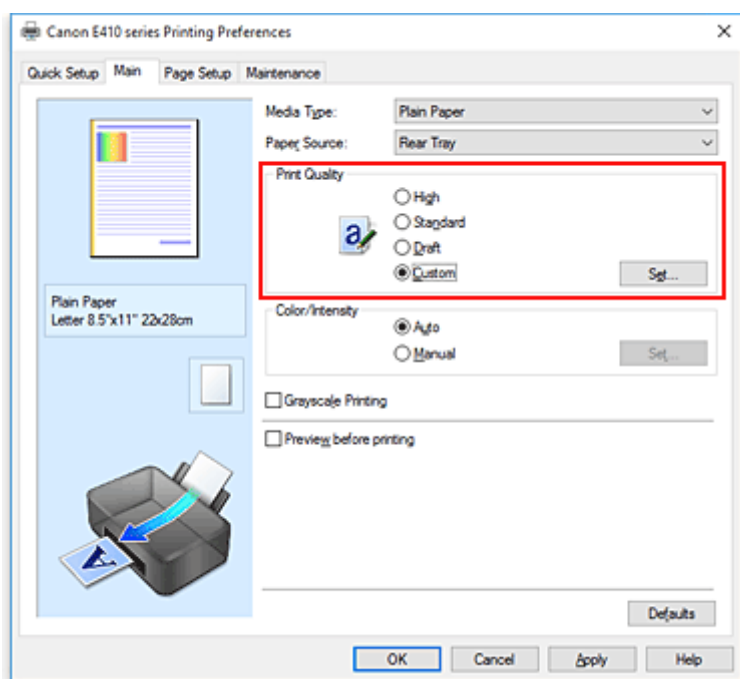 Canon E410 series Printing Preferences
Quick Setup Main Page Setup Maintenance
Media Type: Plain Paper
Paper Source: Rear Tray
Print Quality
High
Standard
Draft
Custom Set...
Plain Paper
Letter 8.5"x11" 22x28cm
Color/Intensity
Auto
Manual Set...
Grayscale Printing
Preview before printing
Defaults
OK Cancel Apply Help
a
A